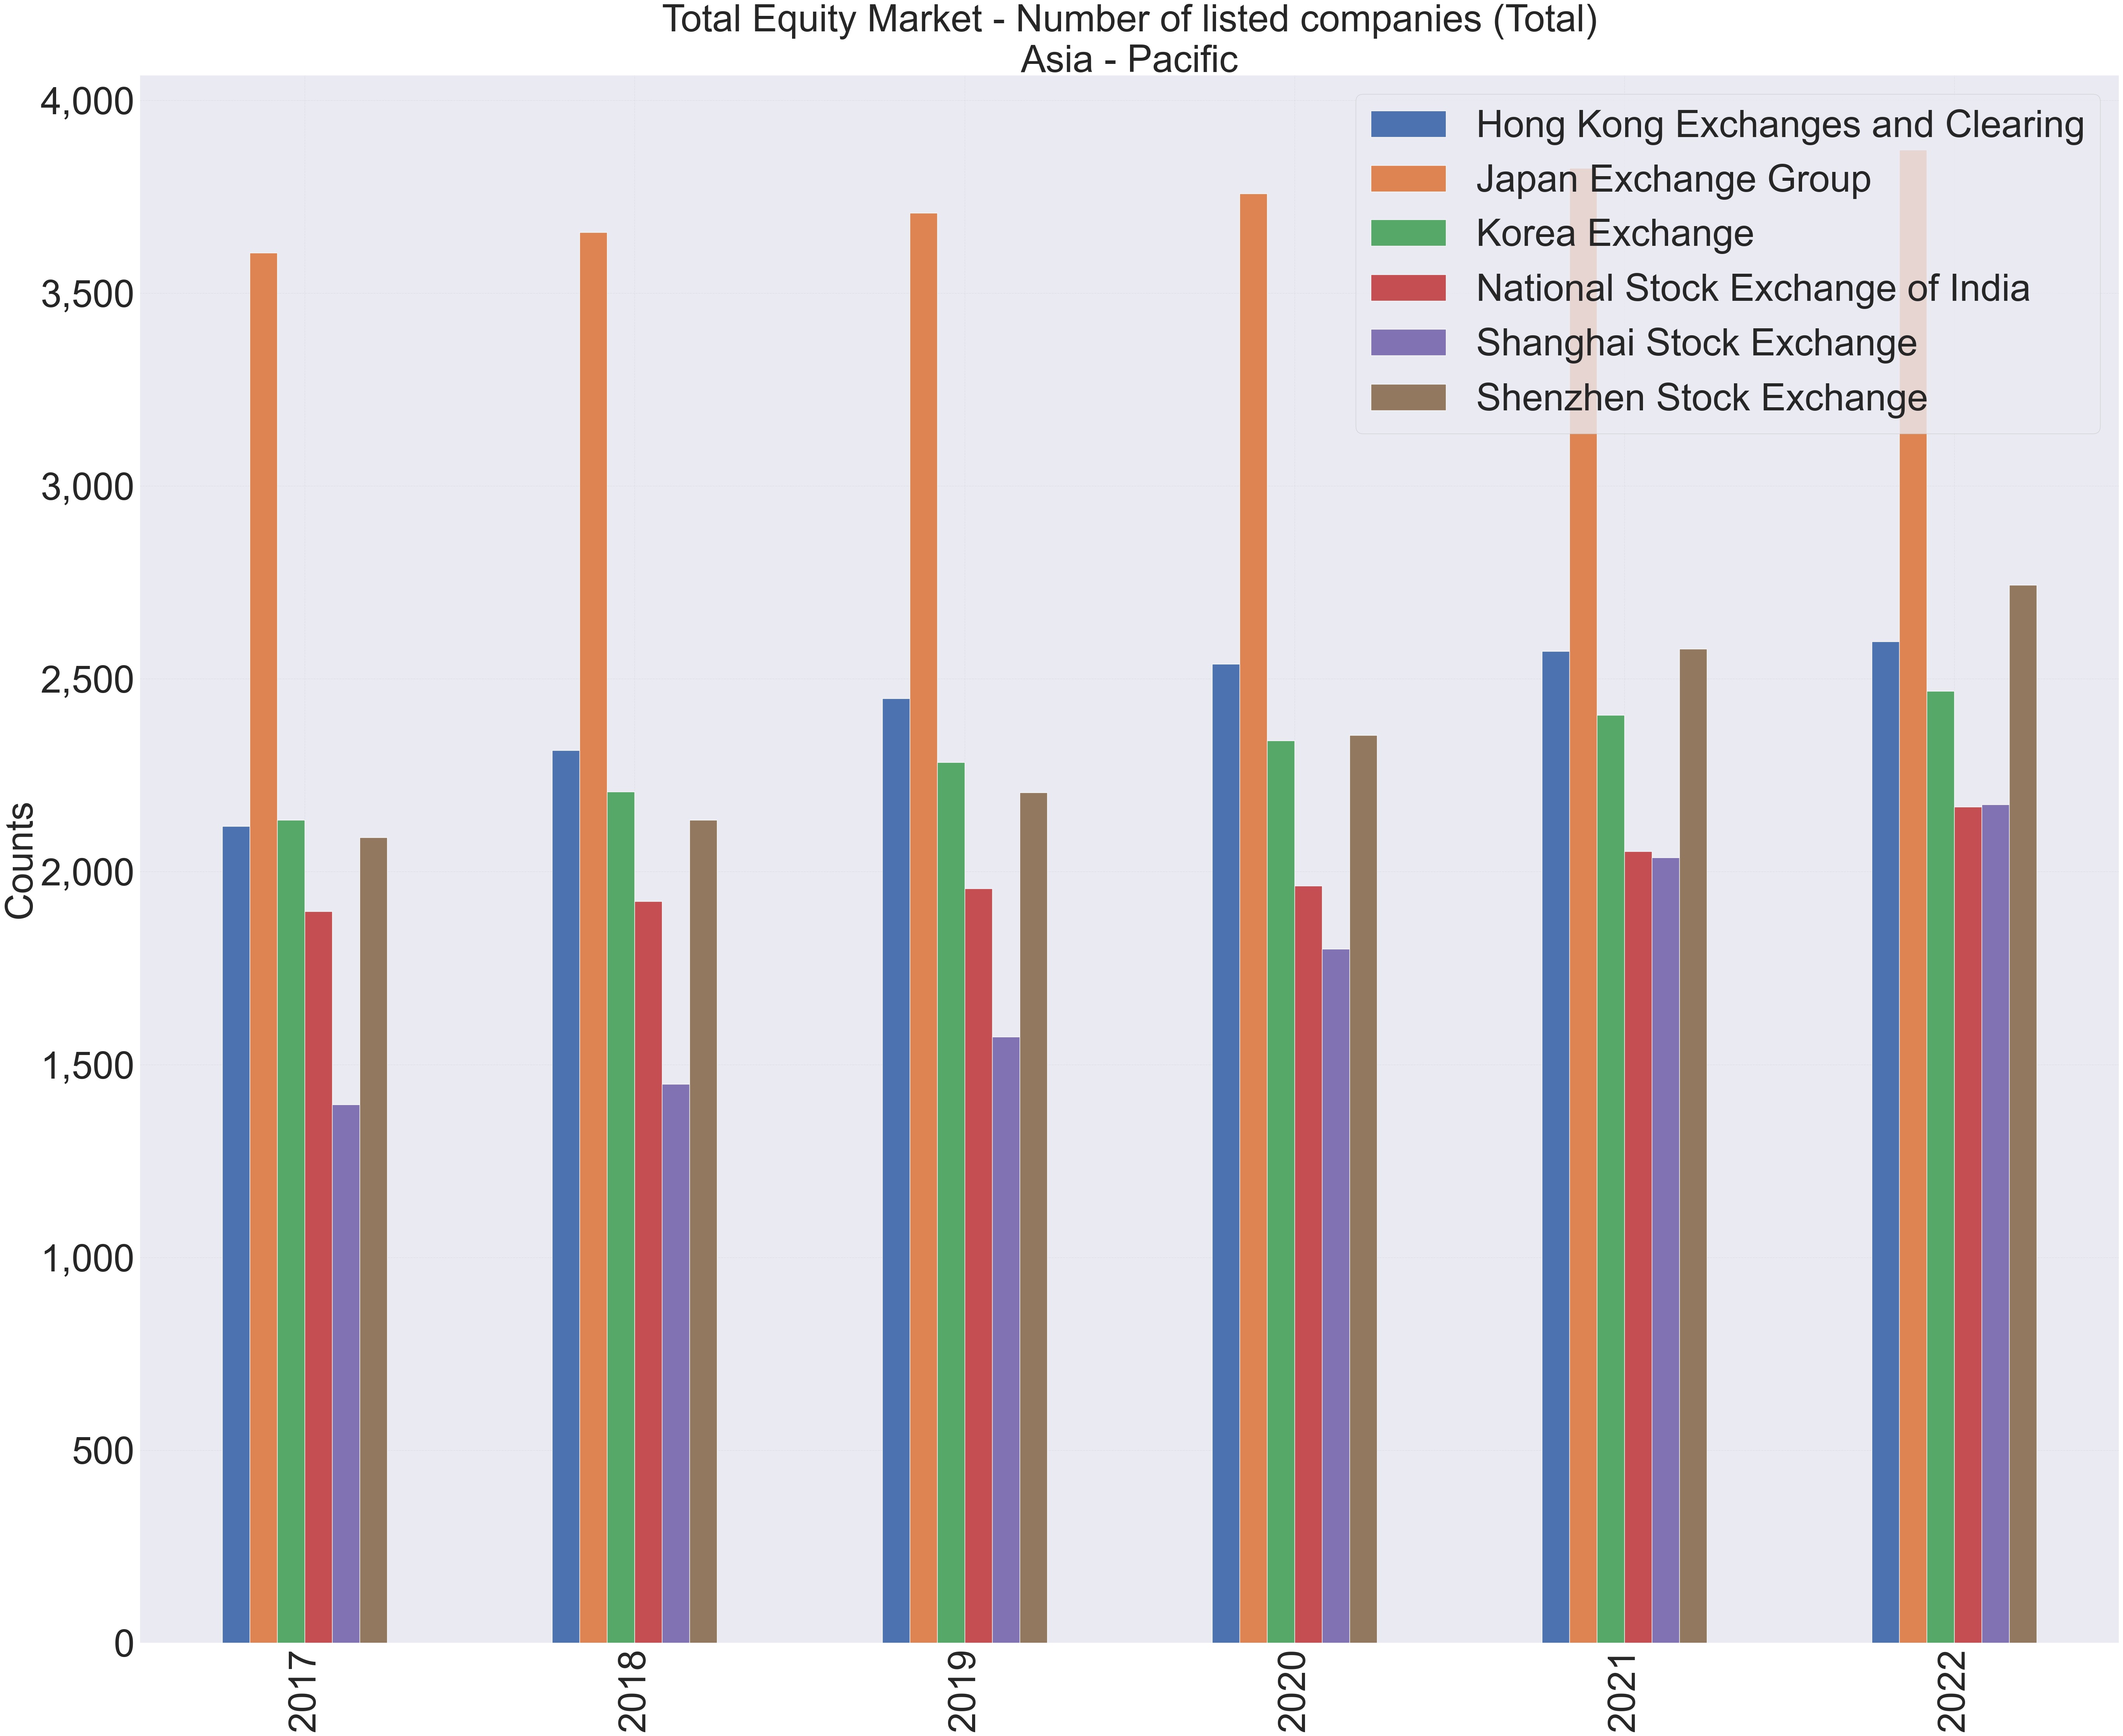 Total Equity Market - Number of listed companies (Total)
Asia - Pacific
4,000
3,500
3,000
2,500
2,000
1,500
1,000
500
0
Counts
Hong Kong Exchanges and Clearing
Japan Exchange Group
Korea Exchange
National Stock Exchange of India
Shanghai Stock Exchange
Shenzhen Stock Exchange
2017
2018
2019
2020
2021
2022